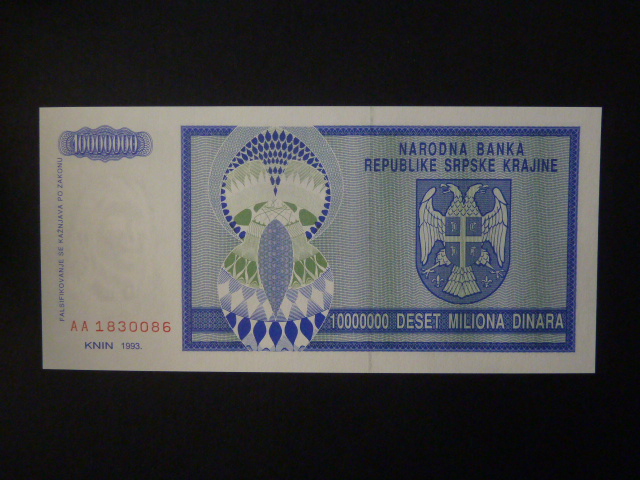 10000000
FALSIFIKOVANJE SE KAŽNJAVA PO ZAKONU
AA 1830086
KNIN 1993.
NARODNA BANKA
REPUBLIKE SRPSKE KRAJINE
10000000 DESET MILIONA DINARA